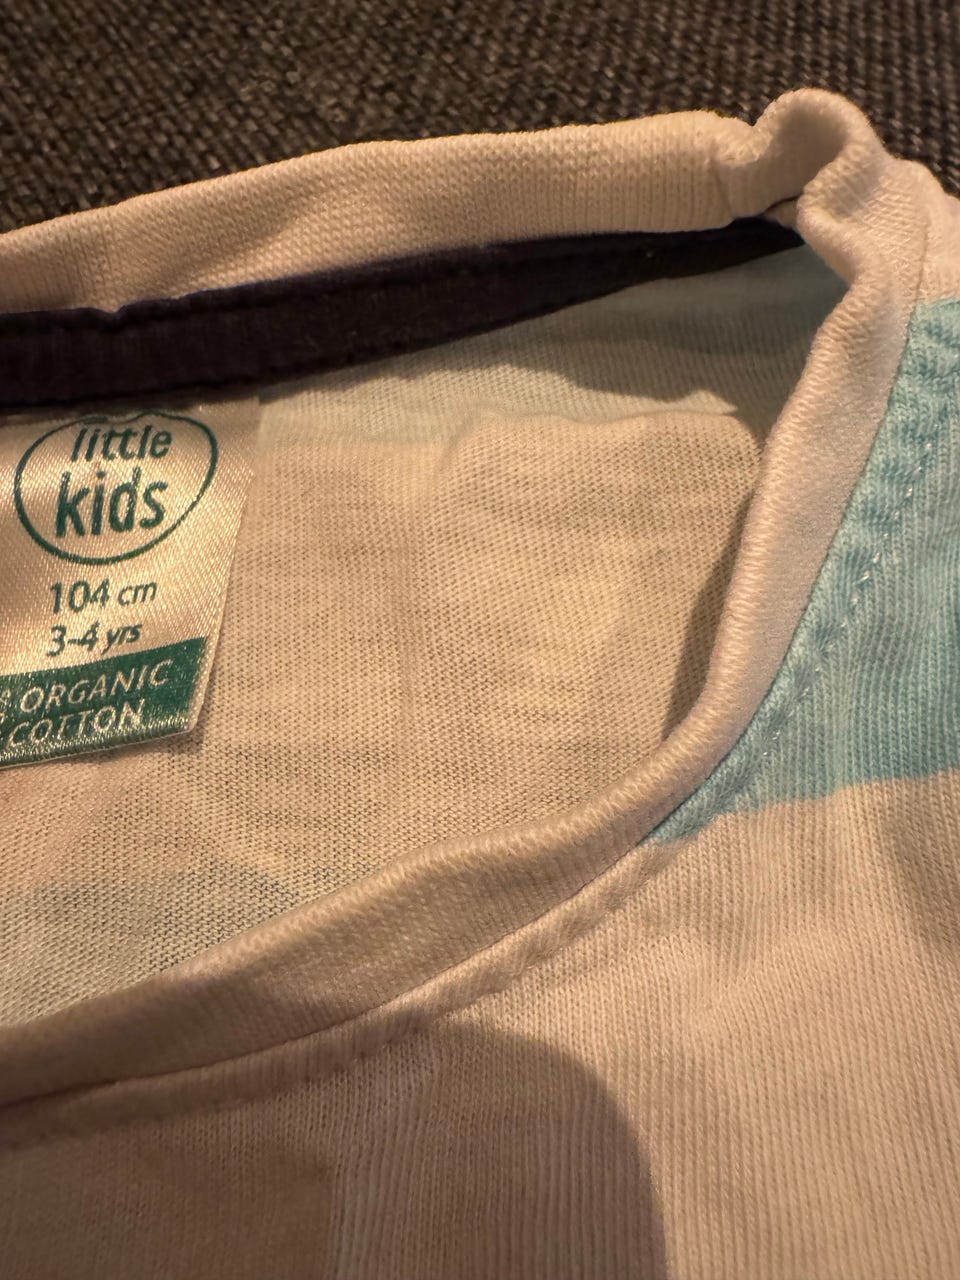 little
kids
104 cm
3-4 yrs
% ORGANIC
COTTON